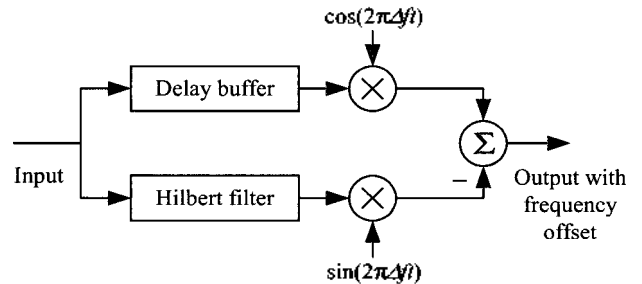 cos(2πΔft)
Delay buffer
×
Σ
Input
Hilbert filter
×
−
Output with
frequency
offset
sin(2πΔft)